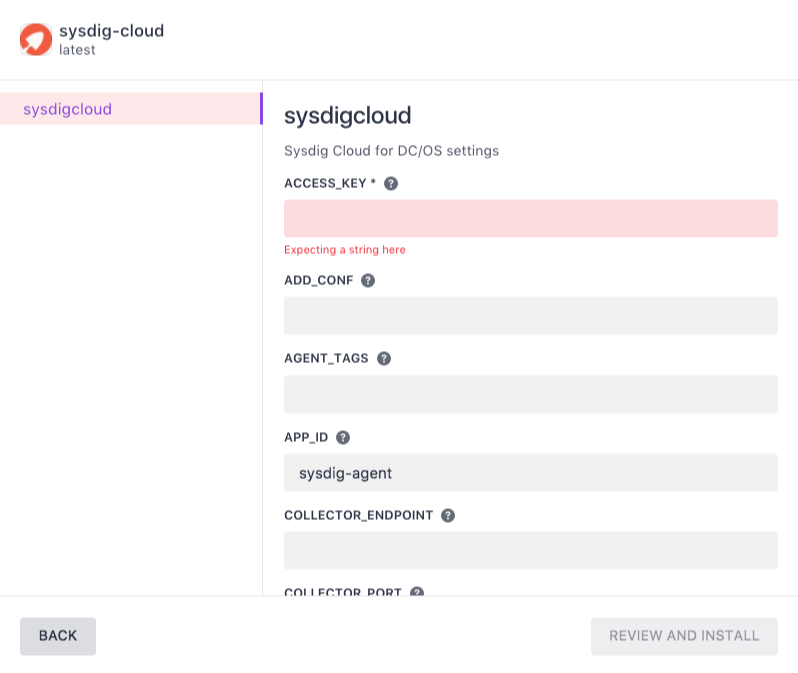 sysdig-cloud
latest
sysdigcloud
sysdigcloud
Sysdig Cloud for DC/OS settings
ACCESS_KEY * ?
Expecting a string here
ADD_CONF ?
AGENT_TAGS ?
APP_ID ?
sysdig-agent
COLLECTOR_ENDPOINT ?
COLLECTOR_PORT ?
BACK
REVIEW AND INSTALL